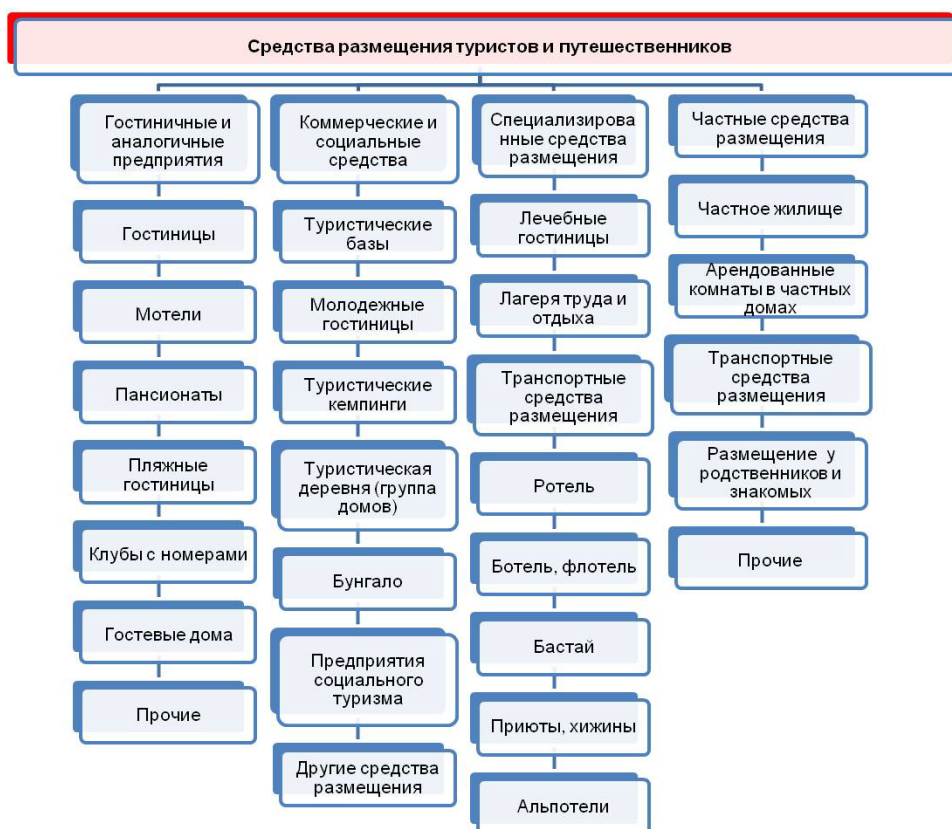 Средства размещения туристов и путешественников
Гостиничные и
аналогичные
предприятия
Гостиницы
Мотели
Пансионаты
Пляжные
гостиницы
Клубы с номерами
Гостевые дома
Прочие
Коммерческие и
социальные
средства
Туристические
базы
Молодежные
гостиницы
Туристические
кемпинги
Туристическая
деревня (группа
домов)
Бунгало
Предприятия
социального
туризма
Другие средства
размещения
Специализирова
нные средства
размещения
Лечебные
гостиницы
Лагеря труда и
отдыха
Транспортные
средства
размещения
Ротель
Ботель, флотель
Бастай
Приюты, хижины
Альпотели
Частные средства
размещения
Частное жилище
Арендованные
комнаты в частных
домах
Транспортные
средства
размещения
Размещение у
родственников и
знакомых
Прочие